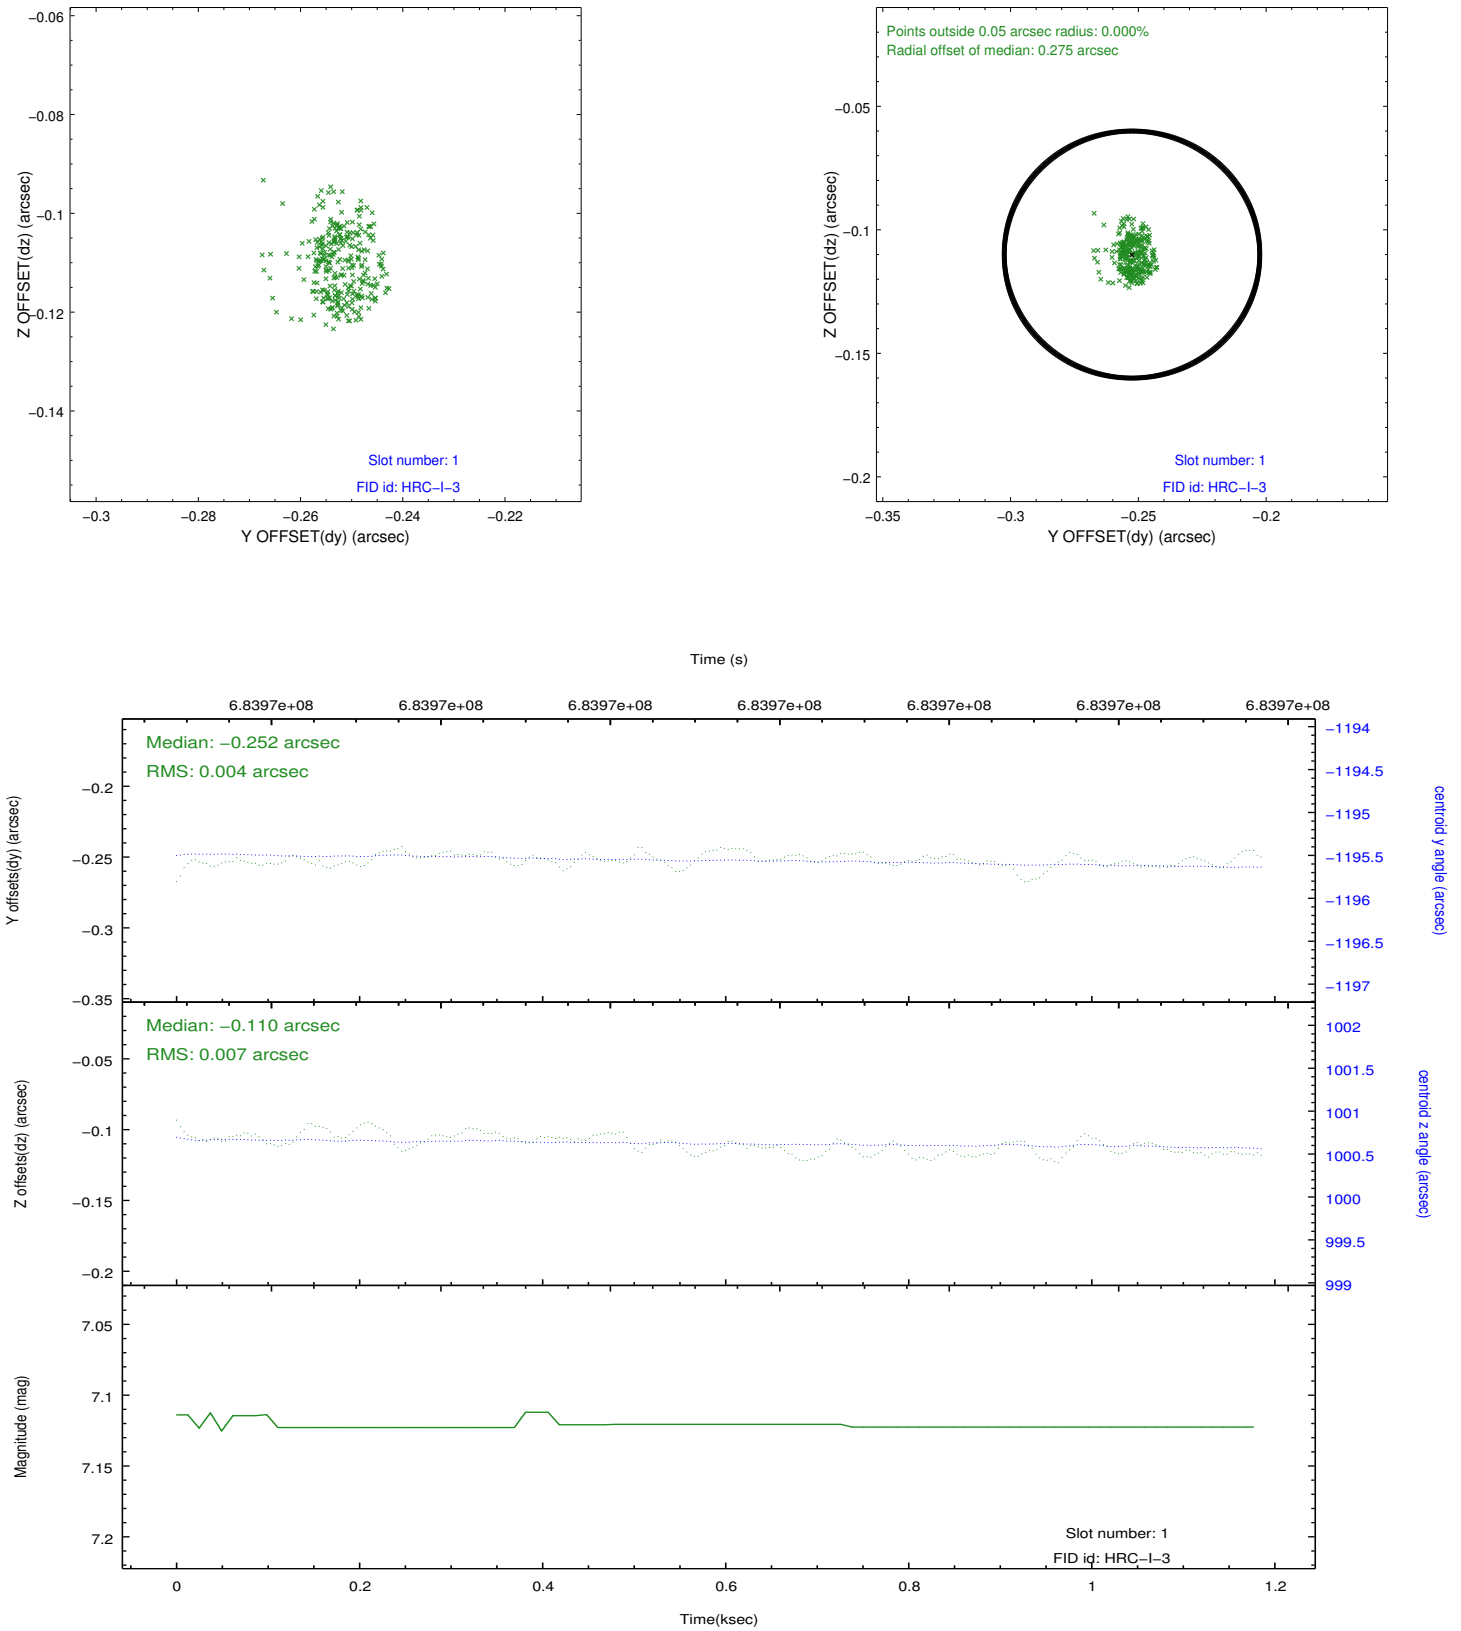 −0.06
−0.08
−0.1
−0.12
−0.14
Z OFFSET(dz) (arcsec)
Slot number: 1
FID id: HRC−I−3
−0.3 −0.28 −0.26 −0.24 −0.22
Y OFFSET(dy) (arcsec)
Points outside 0.05 arcsec radius: 0.000%
Radial offset of median: 0.275 arcsec
−0.05
−0.1
−0.15
−0.2
Z OFFSET(dz) (arcsec)
Slot number: 1
FID id: HRC−I−3
−0.35 −0.3 −0.25 −0.2
Y OFFSET(dy) (arcsec)
Time (s)
6.8397e+08 6.8397e+08 6.8397e+08 6.8397e+08 6.8397e+08 6.8397e+08 6.8397e+08
Median: −0.252 arcsec
RMS: 0.004 arcsec
−0.2
−0.25
−0.3
−0.35
Y offsets(dy) (arcsec)
−1194
−1194.5
−1195
−1195.5
−1196
−1196.5
−1197
centroid y angle (arcsec)
Median: −0.110 arcsec
RMS: 0.007 arcsec
−0.05
−0.1
−0.15
−0.2
Z offsets(dz) (arcsec)
1002
1001.5
1001
1000.5
1000
999.5
999
centroid z angle (arcsec)
7.05
7.1
7.15
7.2
Magnitude (mag)
Slot number: 1
FID id: HRC−I−3
0 0.2 0.4 0.6 0.8 1 1.2
Time(ksec)